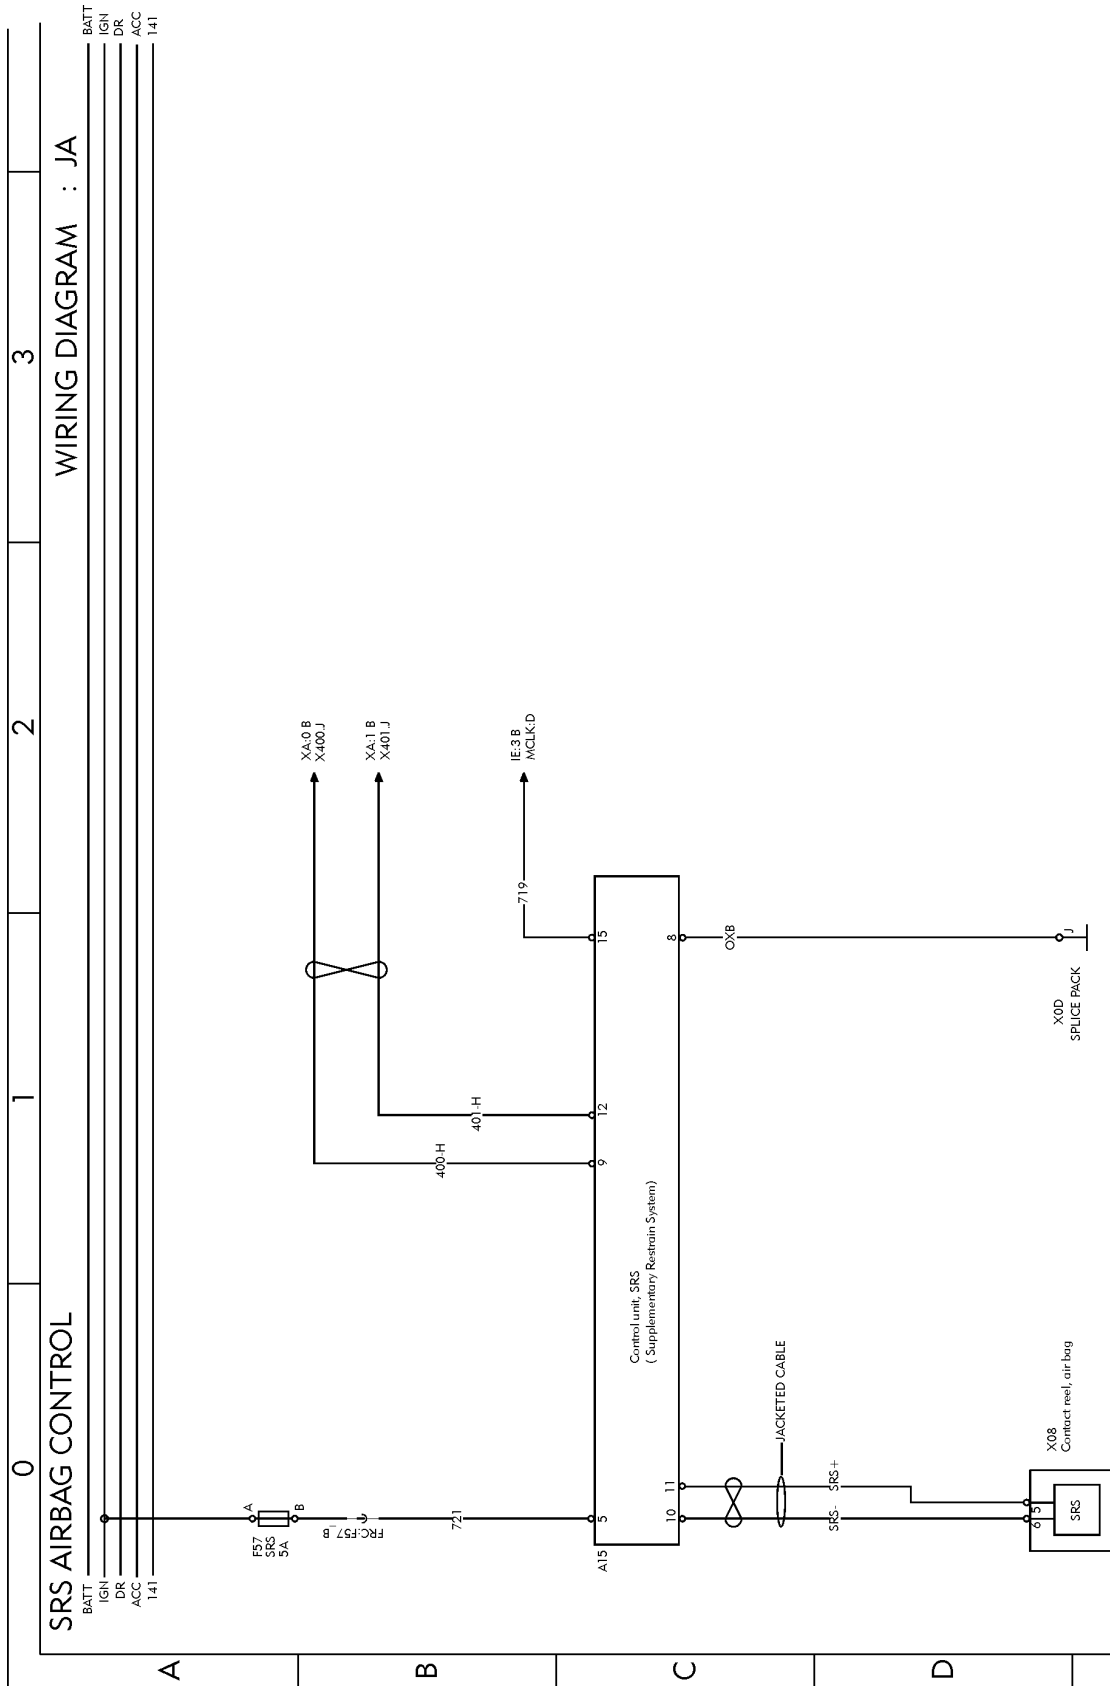 0 1 2 3
SRS AIRBAG CONTROL
WIRING DIAGRAM : JA
BATT BATT
IGN IGN
DR DR
ACC ACC
141 141
A
B
C
D
A
F57
SRS
5A
B
FRC:F57_B
721
XA:0 B
X400.J
XA:1 B
X401.J
400-H
401-H
IE:3 B
MCLK:D
719
5
9
12
15
A15
Control unit, SRS
( Supplementary Restrain System)
10
11
8
JACKETED CABLE
OXB
SRS-
SRS+
X0D
SPLICE PACK
J
6
5
SRS
X08
Contact reel, air bag